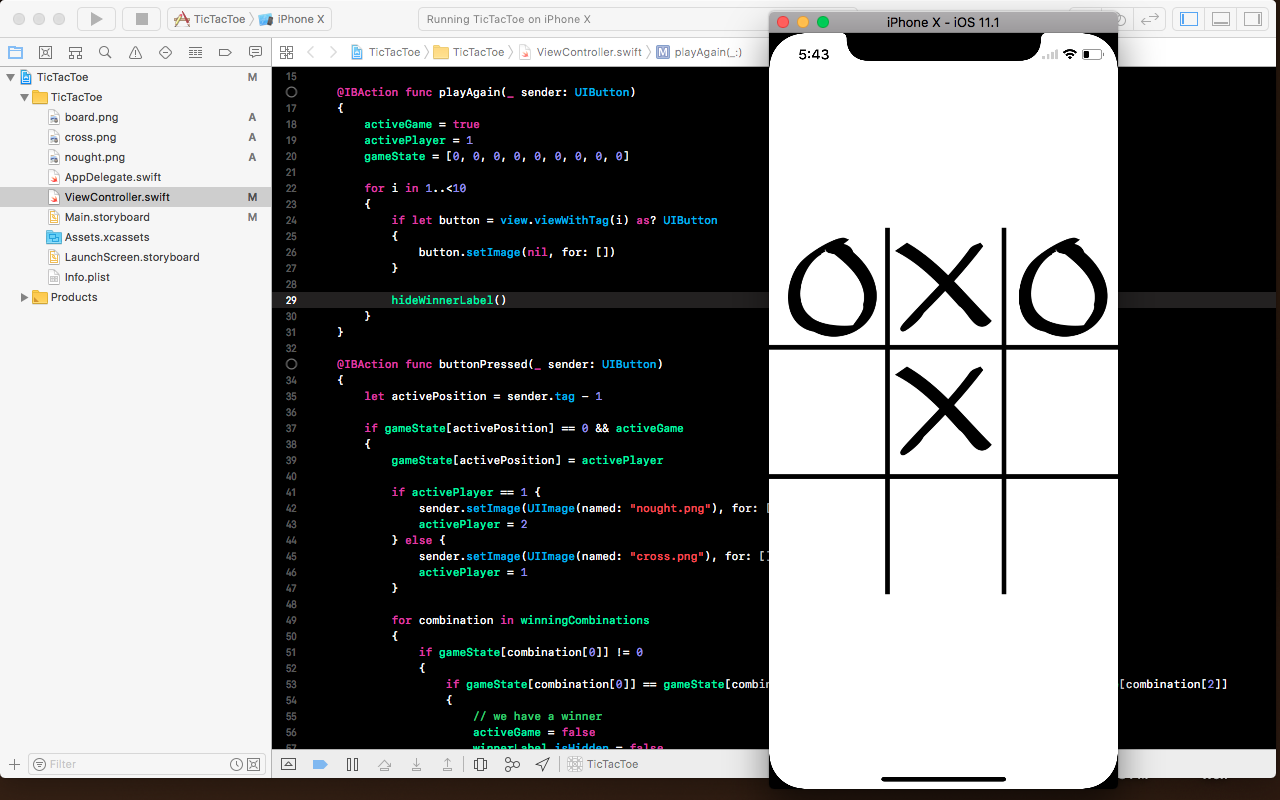 TicTacToe iPhone X
Running TicTacToe on iPhone X
iPhone X - iOS 11.1
5:43
TicTacToe TicTacToe ViewController.swift M playAgain(_:)
TicTacToe M
TicTacToe
board.png A
cross.png A
nought.png A
AppDelegate.swift
ViewController.swift M
Main.storyboard M
Assets.xcassets
LaunchScreen.storyboard
Info.plist
Products
15
@IBAction func playAgain(_ sender: UIButton)
17 {
18 activeGame = true
19 activePlayer = 1
20 gameState = [0, 0, 0, 0, 0, 0, 0, 0, 0]
21
22 for i in 1..<10
23 {
24 if let button = view.viewWithTag(i) as? UIButton
25 {
26 button.setImage(nil, for: [])
27 }
28
29 hideWinnerLabel()
30 }
31 }
32
@IBAction func buttonPressed(_ sender: UIButton)
34 {
35 let activePosition = sender.tag - 1
36
37 if gameState[activePosition] == 0 && activeGame
38 {
39 gameState[activePosition] = activePlayer
40
41 if activePlayer == 1 {
42 sender.setImage(UIImage(named: "nought.png"), for: [
43 activePlayer = 2
44 } else {
45 sender.setImage(UIImage(named: "cross.png"), for: []
46 activePlayer = 1
47 }
48
49 for combination in winningCombinations
50 {
51 if gameState[combination[0]] != 0
52 {
53 if gameState[combination[0]] == gameState[combin [combination[2]]
54 {
55 // we have a winner
56 activeGame = false
57 winnerLabel.isHidden = false
Filter
TicTacToe